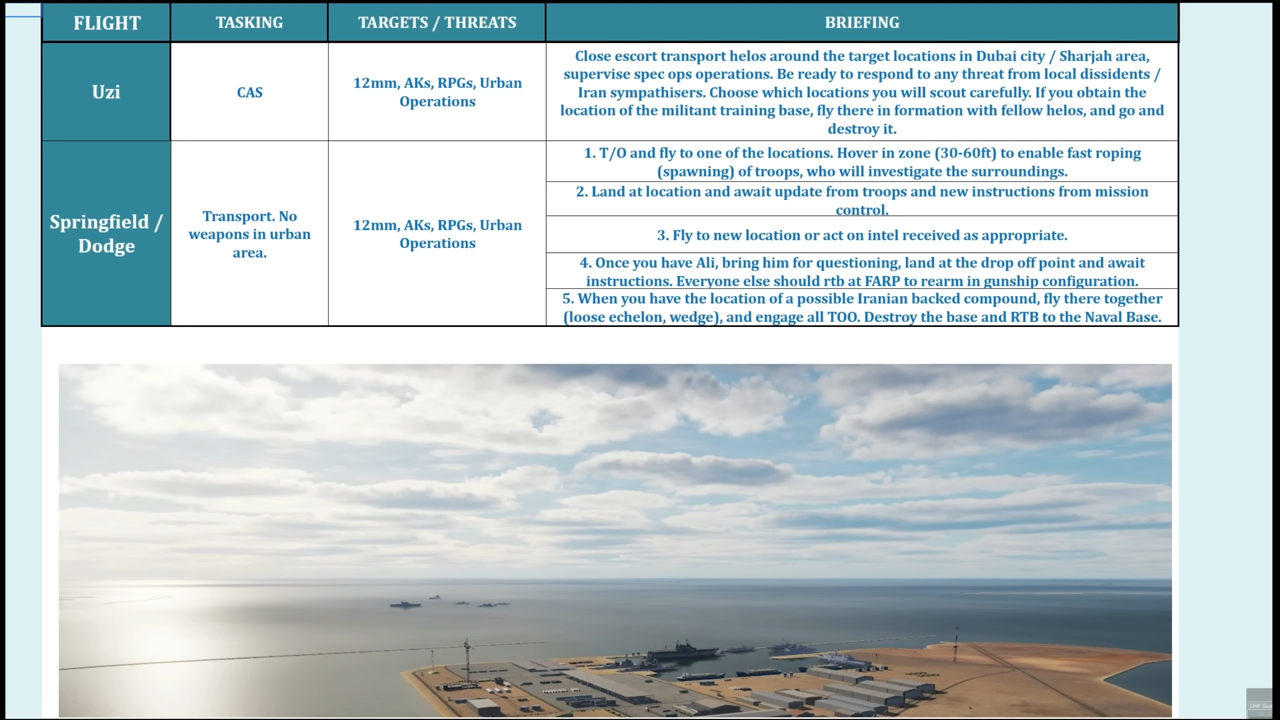 FLIGHT
TASKING
TARGETS / THREATS
BRIEFING
Uzi
CAS
12mm, AKs, RPGs, Urban
Operations
Close escort transport helos around the target locations in Dubai city / Sharjah area,
supervise spec ops operations. Be ready to respond to any threat from local dissidents /
Iran sympathisers. Choose which locations you will scout carefully. If you obtain the
location of the militant training base, fly there in formation with fellow helos, and go and
destroy it.
Springfield /
Dodge
Transport. No
weapons in urban
area.
12mm, AKs, RPGs, Urban
Operations
1. T/O and fly to one of the locations. Hover in zone (30-60ft) to enable fast roping
(spawning) of troops, who will investigate the surroundings.
2. Land at location and await update from troops and new instructions from mission
control.
3. Fly to new location or act on intel received as appropriate.
4. Once you have Ali, bring him for questioning, land at the drop off point and await
instructions. Everyone else should rtb at FARP to rearm in gunship configuration.
5. When you have the location of a possible Iranian backed compound, fly there together
(loose echelon, wedge), and engage all TOO. Destroy the base and RTB to the Naval Base.